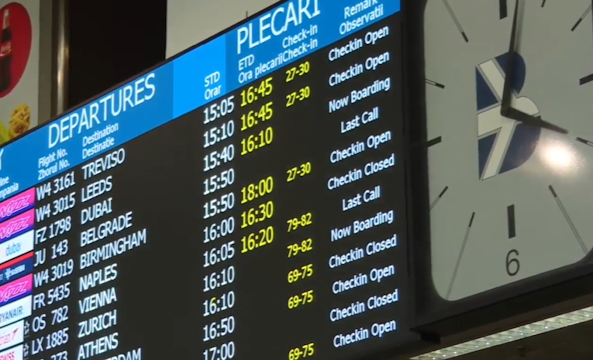 DEPARTURES
PLECARI
Flight No.
Zborul No.
Destination
Destinatie
STD
Orar
ETD
Ora plecarii
Check-in
Check-in
Remark
Observatii
W4 3161 TREVISO
W4 3015 LEEDS
FZ 1798 DUBAI
JU 143 BELGRADE
W4 3019 BIRMINGHAM
FR 5435 NAPLES
OS 782 VIENNA
LX 1885 ZURICH
ATHENS
15:05
15:10
15:40
15:50
15:50
16:00
16:05
16:10
16:10
16:50
17:00
16:45
16:45
16:10
18:00
16:30
16:20
27-30
27-30
27-30
79-82
79-82
69-75
69-75
69-75
Checkin Open
Checkin Open
Now Boarding
Last Call
Checkin Open
Checkin Closed
Last Call
Now Boarding
Checkin Closed
Checkin Open
Checkin Closed
Checkin Open
6